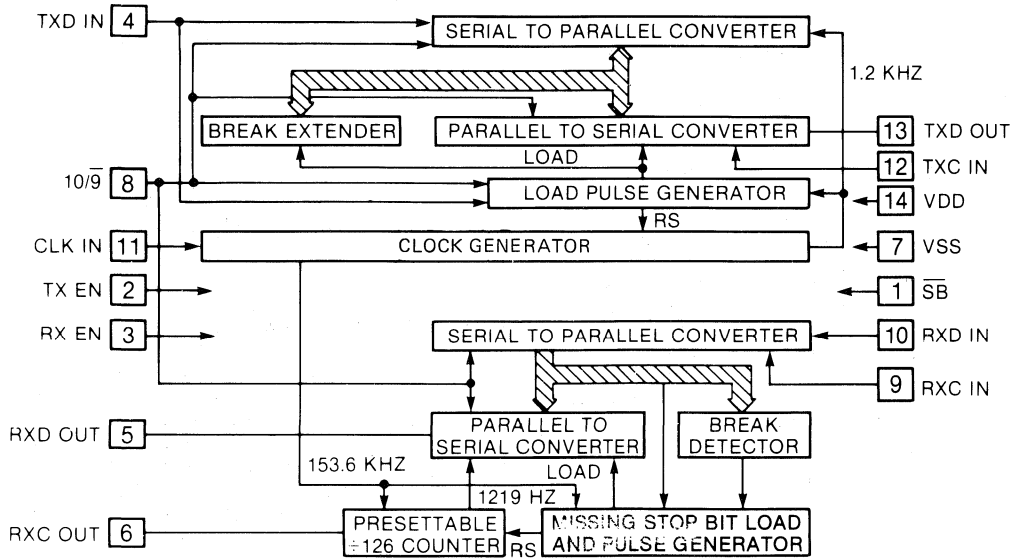 TXD IN 4
SERIAL TO PARALLEL CONVERTER
1.2 KHZ
BREAK EXTENDER
PARALLEL TO SERIAL CONVERTER
13 TXD OUT
LOAD
12 TXC IN
10/9̅ 8
LOAD PULSE GENERATOR
14 VDD
RS
CLK IN 11
CLOCK GENERATOR
7 VSS
TX EN 2
1 S̅B̅
RX EN 3
SERIAL TO PARALLEL CONVERTER
10 RXD IN
9 RXC IN
RXD OUT 5
PARALLEL TO
SERIAL CONVERTER
BREAK
DETECTOR
153.6 KHZ
LOAD
1219 HZ
RXC OUT 6
PRESETTABLE
÷126 COUNTER
RS
MISSING STOP BIT LOAD
AND PULSE GENERATOR